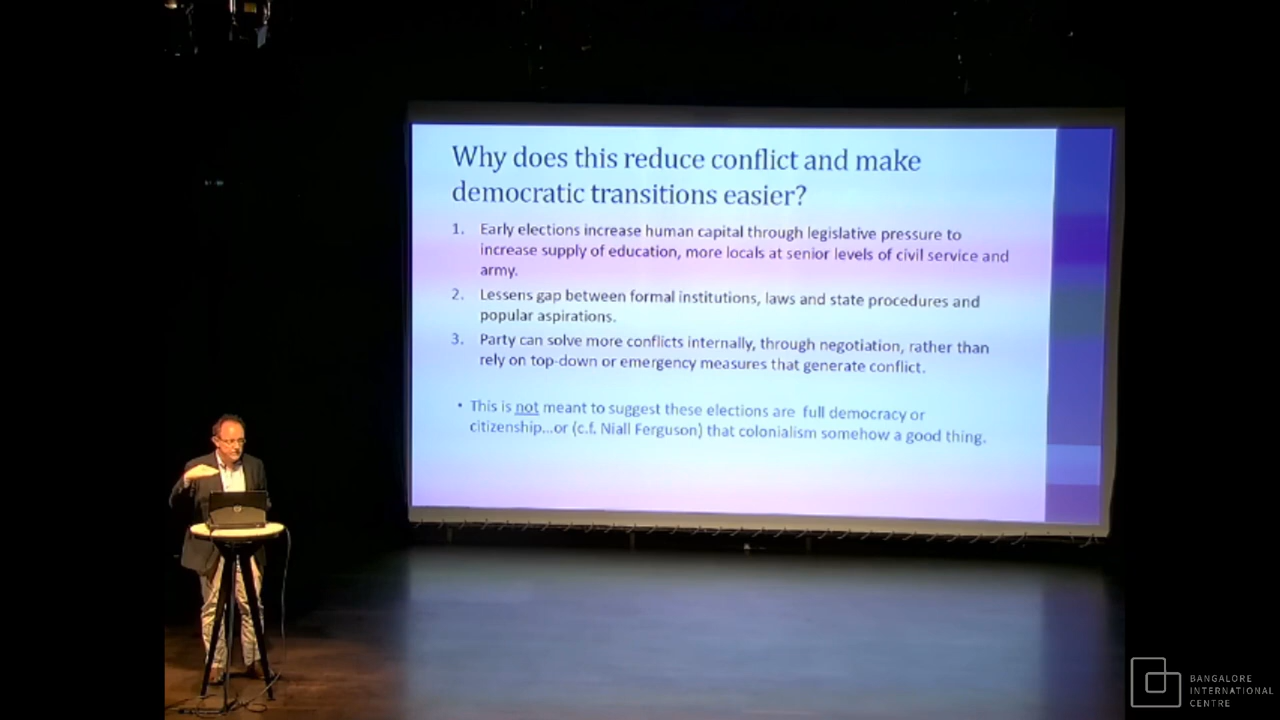 Why does this reduce conflict and make
democratic transitions easier?
1. Early elections increase human capital through legislative pressure to
increase supply of education, more locals at senior levels of civil service and
army.
2. Lessens gap between formal institutions, laws and state procedures and
popular aspirations.
3. Party can solve more conflicts internally, through negotiation, rather than
rely on top-down or emergency measures that generate conflict.
• This is not meant to suggest these elections are full democracy or
citizenship...or (c.f. Niall Ferguson) that colonialism somehow a good thing.
BANGALORE
INTERNATIONAL
CENTRE